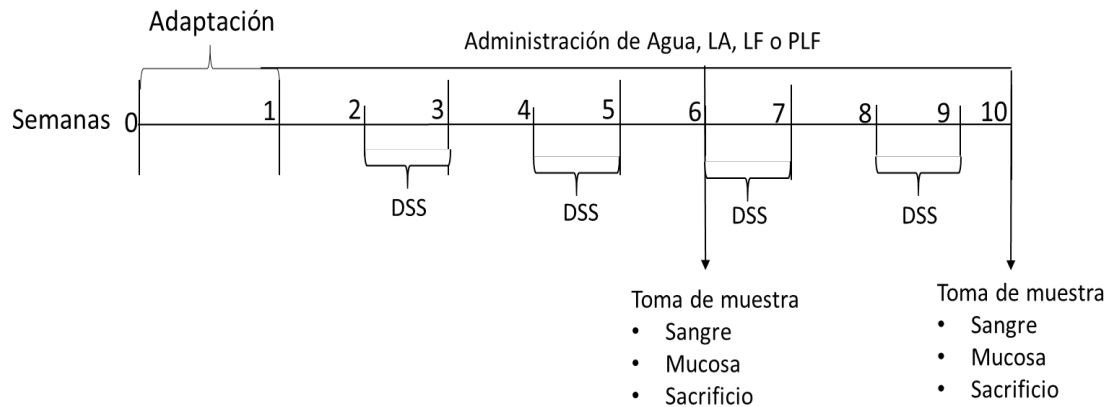 Adaptación
Administración de Agua, LA, LF o PLF
Semanas 0 1 2 3 4 5 6 7 8 9 10
DSS DSS DSS DSS
Toma de muestra
• Sangre
• Mucosa
• Sacrificio
Toma de muestra
• Sangre
• Mucosa
• Sacrificio